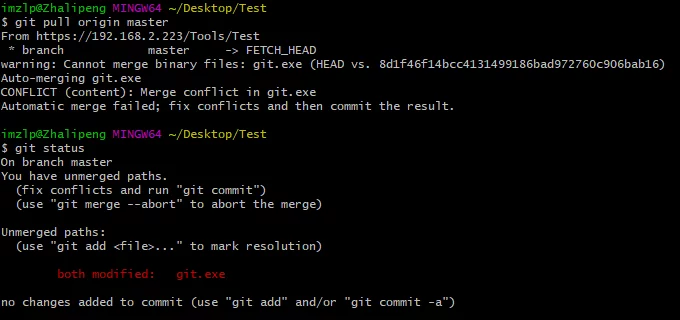 imzlp@Zhalipeng MINGW64 ~/Desktop/Test
$ git pull origin master
From https://192.168.2.223/Tools/Test
 * branch            master     -> FETCH_HEAD
warning: Cannot merge binary files: git.exe (HEAD vs. 8d1f46f14bcc4131499186bad972760c906bab16)
Auto-merging git.exe
CONFLICT (content): Merge conflict in git.exe
Automatic merge failed; fix conflicts and then commit the result.
imzlp@Zhalipeng MINGW64 ~/Desktop/Test
$ git status
On branch master
You have unmerged paths.
  (fix conflicts and run "git commit")
  (use "git merge --abort" to abort the merge)
Unmerged paths:
  (use "git add <file>..." to mark resolution)
        both modified:   git.exe
no changes added to commit (use "git add" and/or "git commit -a")